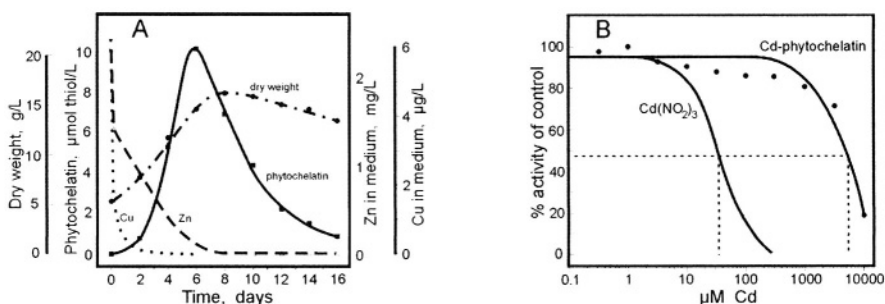 A
Dry weight, g/L
20
15
10
5
0
Phytochelatin, μmol thiol/L
10
8
6
4
2
0
dry weight
phytochelatin
Cu
Zn
0 2 4 6 8 10 12 14 16
Time, days
2
1
0
Zn in medium, mg/L
6
4
2
0
Cu in medium, μg/L
B
% activity of control
100
80
60
40
20
0
Cd-phytochelatin
Cd(NO2)3
0.1 1 10 100 1000 10000
μM Cd